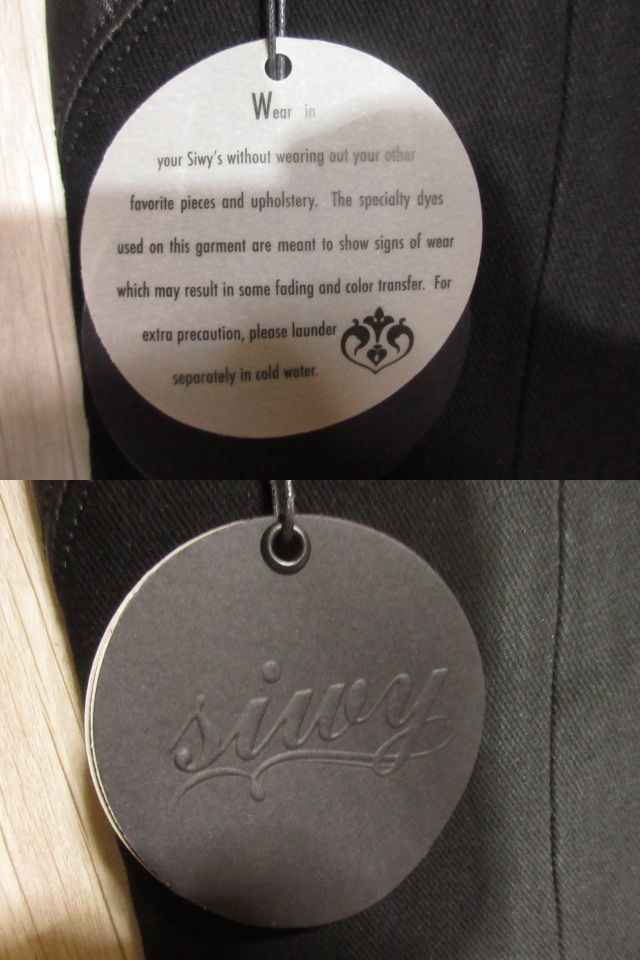 Wear in
your Siwy's without wearing out your other
favorite pieces and upholstery. The specialty dyes
used on this garment are meant to show signs of wear
which may result in some fading and color transfer. For
extra precaution, please launder
separately in cold water.
siwy